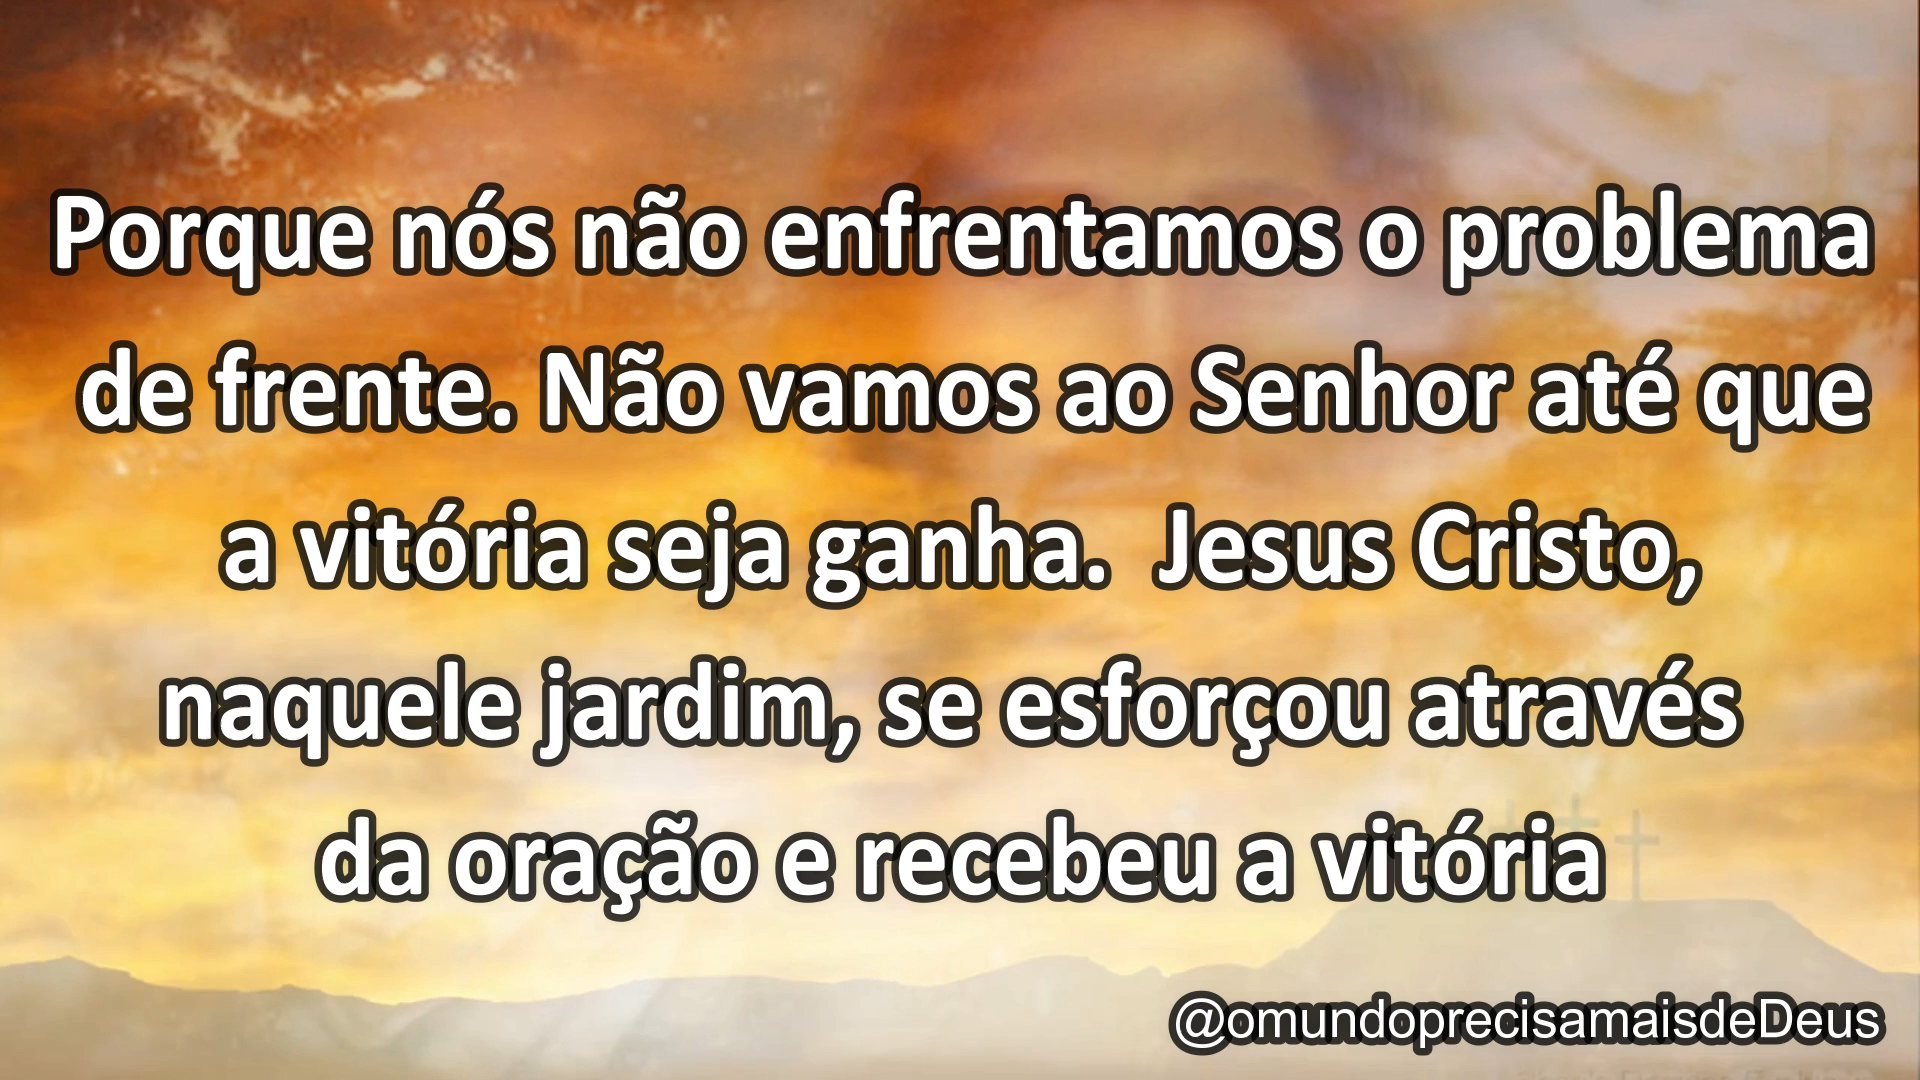 Porque nós não enfrentamos o problema
de frente. Não vamos ao Senhor até que
a vitória seja ganha.  Jesus Cristo,
naquele jardim, se esforçou através
da oração e recebeu a vitória
@omundoprecisamaisdeDeus